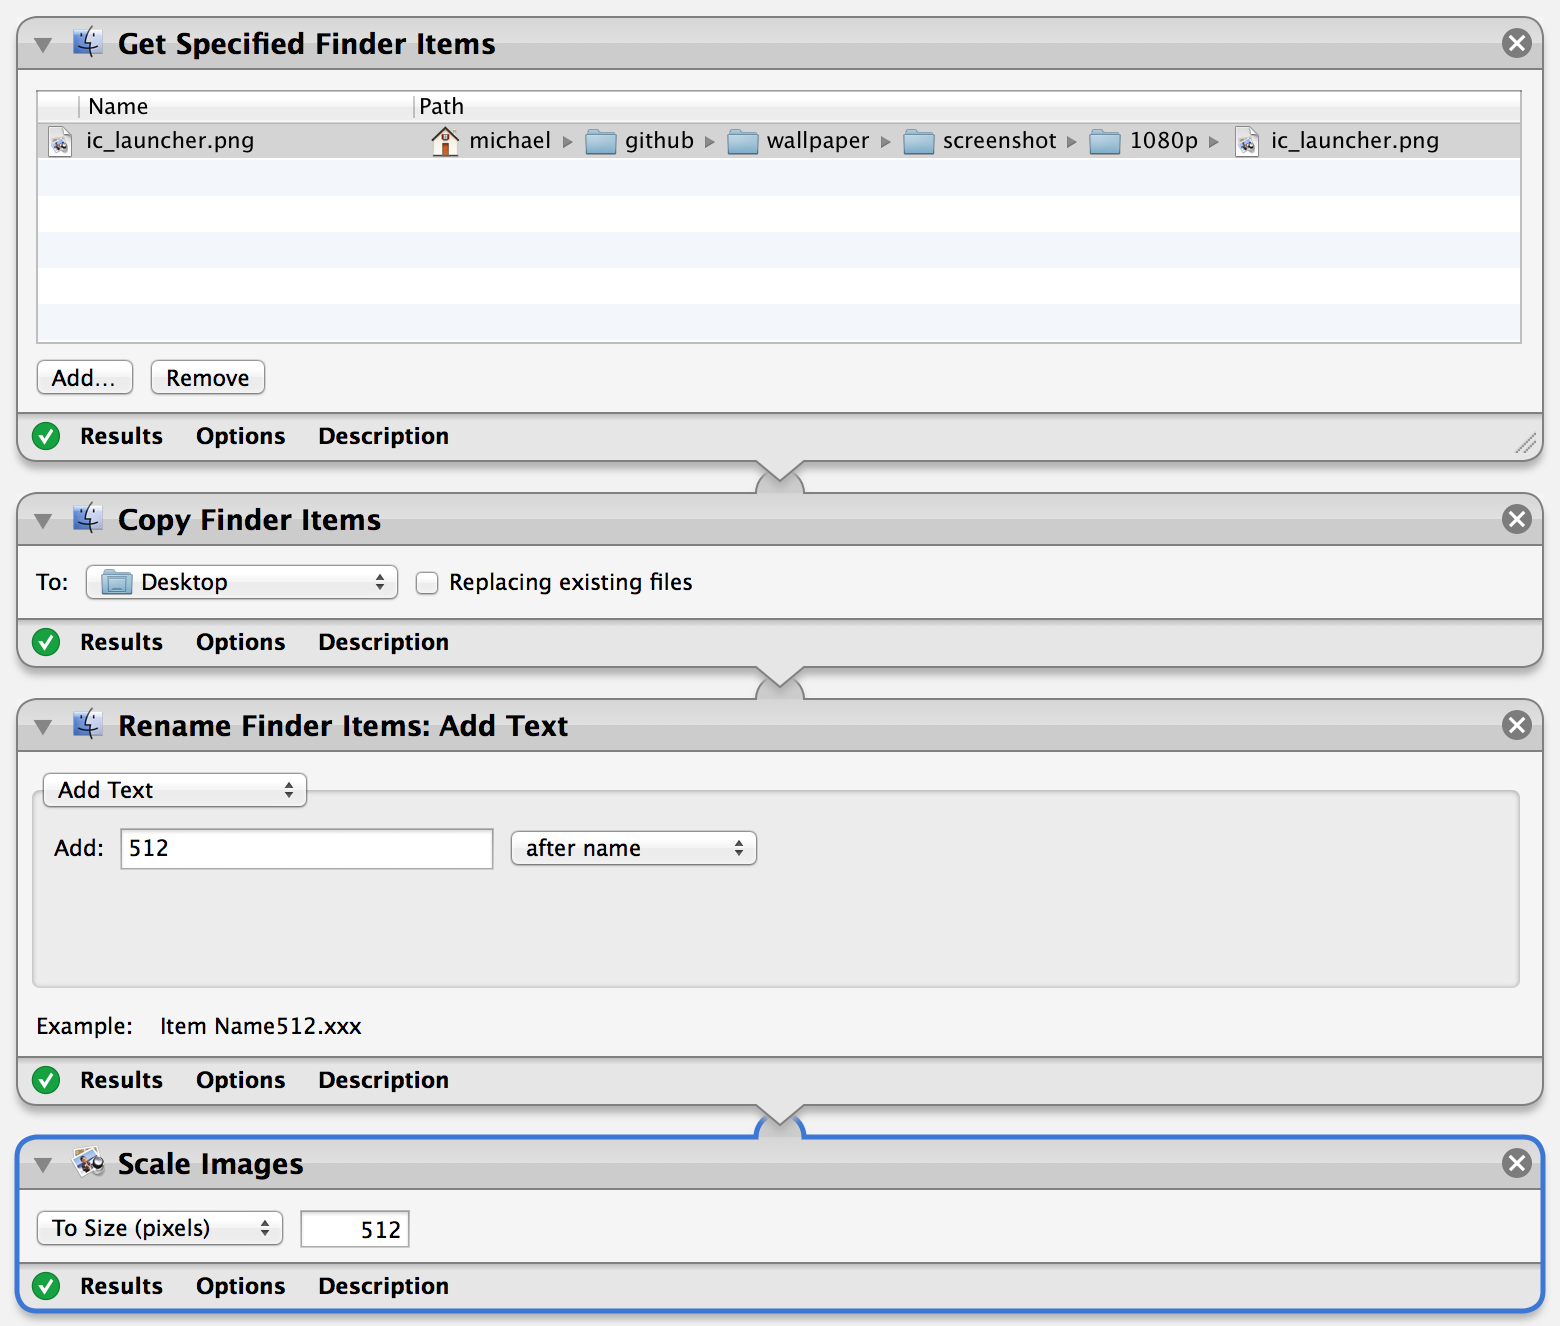 Get Specified Finder Items
Name Path
ic_launcher.png michael github wallpaper screenshot 1080p ic_launcher.png
Add... Remove
Results Options Description
Copy Finder Items
To: Desktop Replacing existing files
Results Options Description
Rename Finder Items: Add Text
Add Text
Add: 512 after name
Example: Item Name512.xxx
Results Options Description
Scale Images
To Size (pixels) 512
Results Options Description